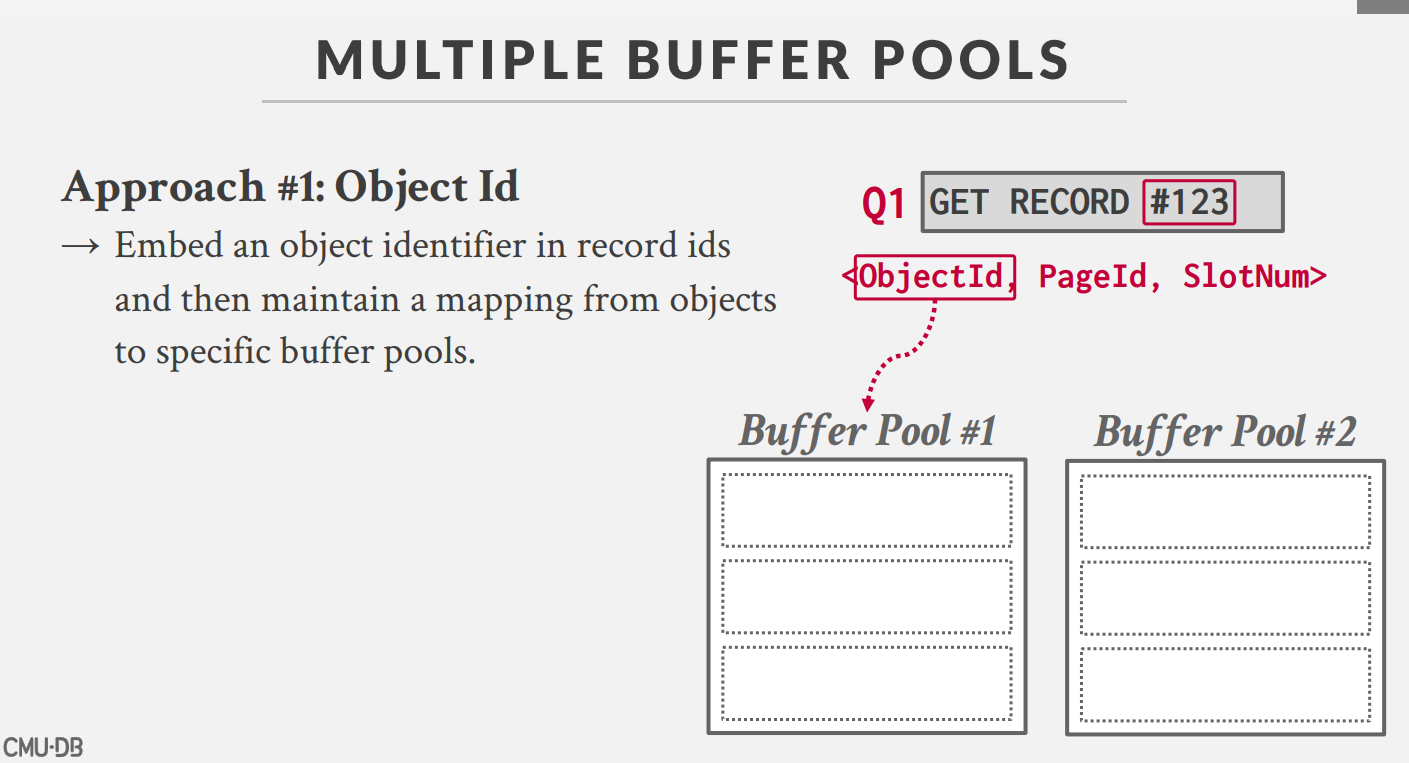 MULTIPLE BUFFER POOLS
Approach #1: Object Id
→ Embed an object identifier in record ids
and then maintain a mapping from objects
to specific buffer pools.
Q1 GET RECORD #123
<ObjectId, PageId, SlotNum>
Buffer Pool #1
Buffer Pool #2
CMU·DB